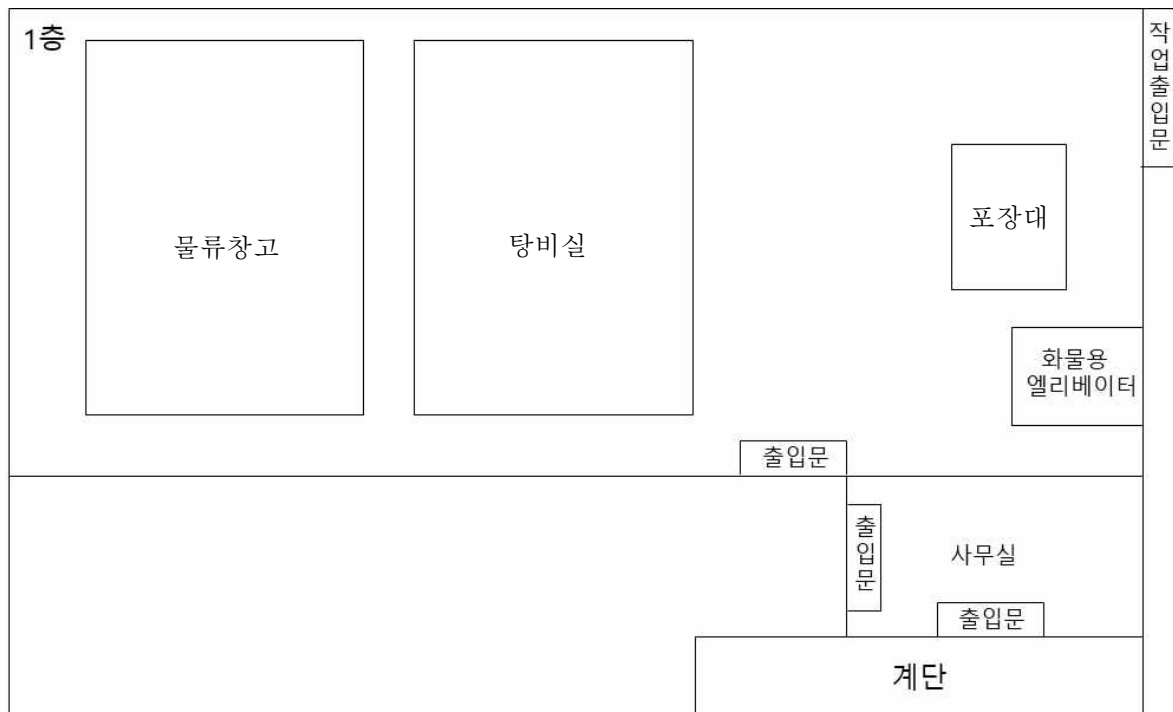 1층
작업출입문
물류창고
탕비실
포장대
화물용
엘리베이터
출입문
출입문
사무실
출입문
계단